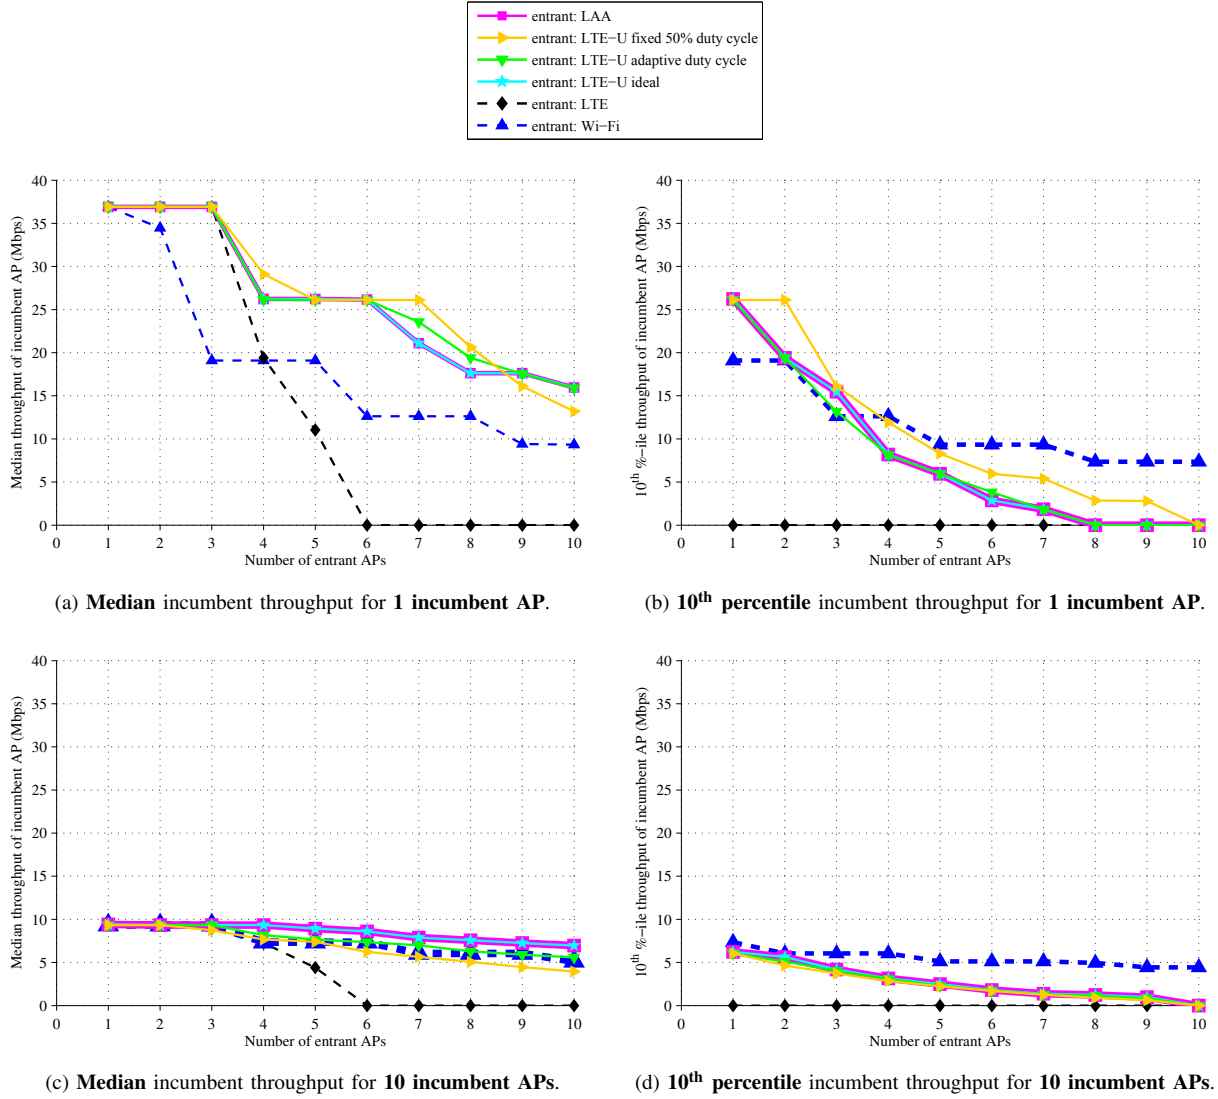 entrant: LAA
entrant: LTE−U fixed 50% duty cycle
entrant: LTE−U adaptive duty cycle
entrant: LTE−U ideal
entrant: LTE
entrant: Wi−Fi
Median throughput of incumbent AP (Mbps)
40
35
30
25
20
15
10
5
0
0 1 2 3 4 5 6 7 8 9 10
Number of entrant APs
(a) Median incumbent throughput for 1 incumbent AP.
10th %−ile throughput of incumbent AP (Mbps)
40
35
30
25
20
15
10
5
0
0 1 2 3 4 5 6 7 8 9 10
Number of entrant APs
(b) 10th percentile incumbent throughput for 1 incumbent AP.
Median throughput of incumbent AP (Mbps)
40
35
30
25
20
15
10
5
0
0 1 2 3 4 5 6 7 8 9 10
Number of entrant APs
(c) Median incumbent throughput for 10 incumbent APs.
10th %−ile throughput of incumbent AP (Mbps)
40
35
30
25
20
15
10
5
0
0 1 2 3 4 5 6 7 8 9 10
Number of entrant APs
(d) 10th percentile incumbent throughput for 10 incumbent APs.